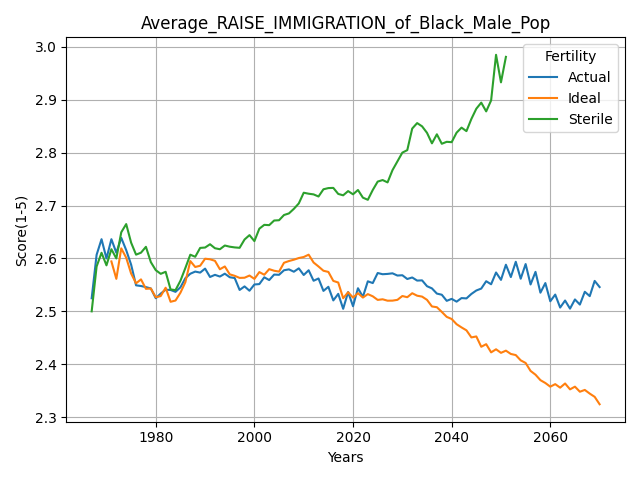 Average_RAISE_IMMIGRATION_of_Black_Male_Pop
Fertility
Actual
Ideal
Sterile
Score(1-5)
3.0
2.9
2.8
2.7
2.6
2.5
2.4
2.3
1980
2000
2020
2040
2060
Years